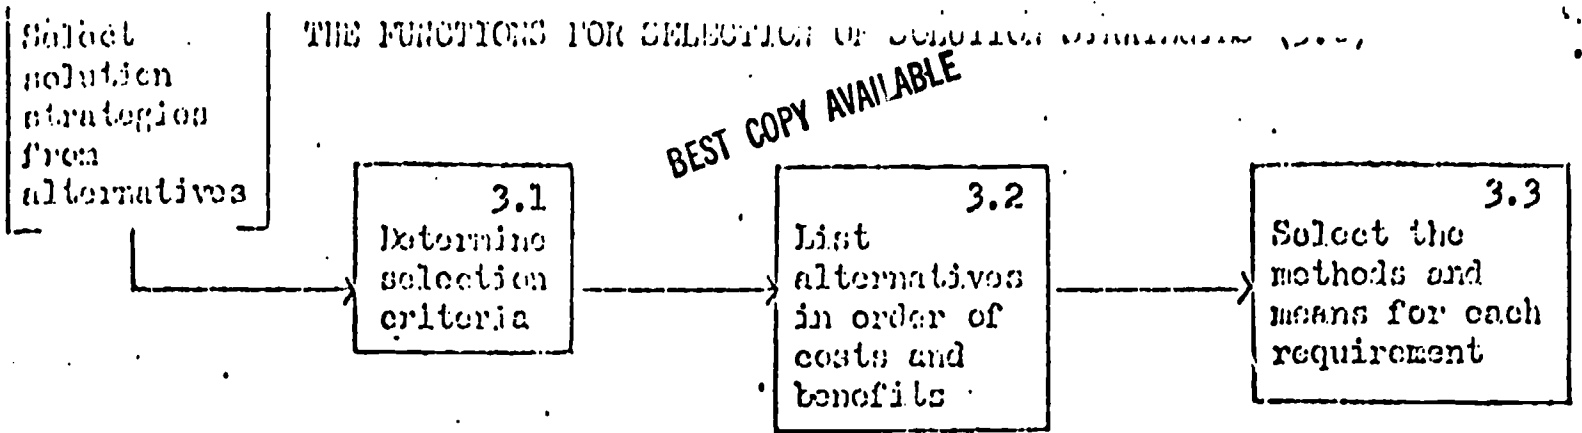 Select
solution
strategies
from
alternatives
THE FUNCTIONS FOR SELECTION OF SOLUTION
BEST COPY AVAILABLE
3.1
Determine
selection
criteria
3.2
List
alternatives
in order of
costs and
benefits
3.3
Select the
methods and
means for each
requirement